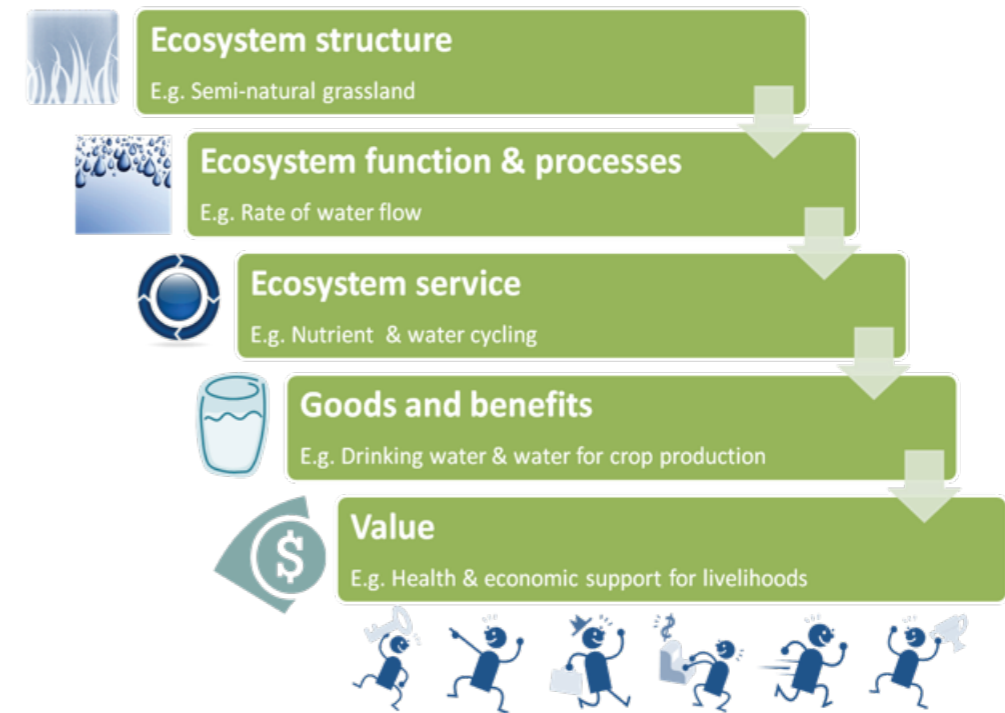 Ecosystem structure
E.g. Semi-natural grassland
Ecosystem function & processes
E.g. Rate of water flow
Ecosystem service
E.g. Nutrient & water cycling
Goods and benefits
E.g. Drinking water & water for crop production
$
Value
E.g. Health & economic support for livelihoods
$